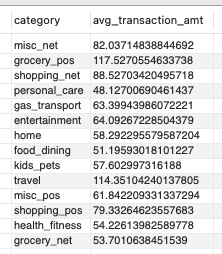 category avg_transaction_amt
misc_net 82.03714838844692
grocery_pos 117.5270554633738
shopping_net 88.52703420495718
personal_care 48.12700690461437
gas_transport 63.39943986072221
entertainment 64.09267228504379
home 58.292295579587204
food_dining 51.19593018101227
kids_pets 57.602997316188
travel 114.35104240137805
misc_pos 61.842209331337294
shopping_pos 79.33264623557683
health_fitness 54.22613982589778
grocery_net 53.7010638451539